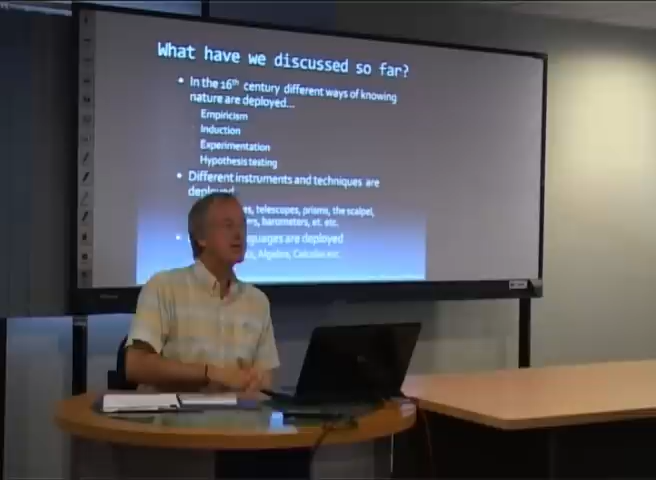 What have we discussed so far?
• In the 16th century different ways of knowing
nature are deployed...
Empiricism
Induction
Experimentation
Hypothesis testing
• Different instruments and techniques are
deployed
telescopes, prisms, the scalpel,
barometers, et. etc.
are deployed
Algebra, Calculus etc.